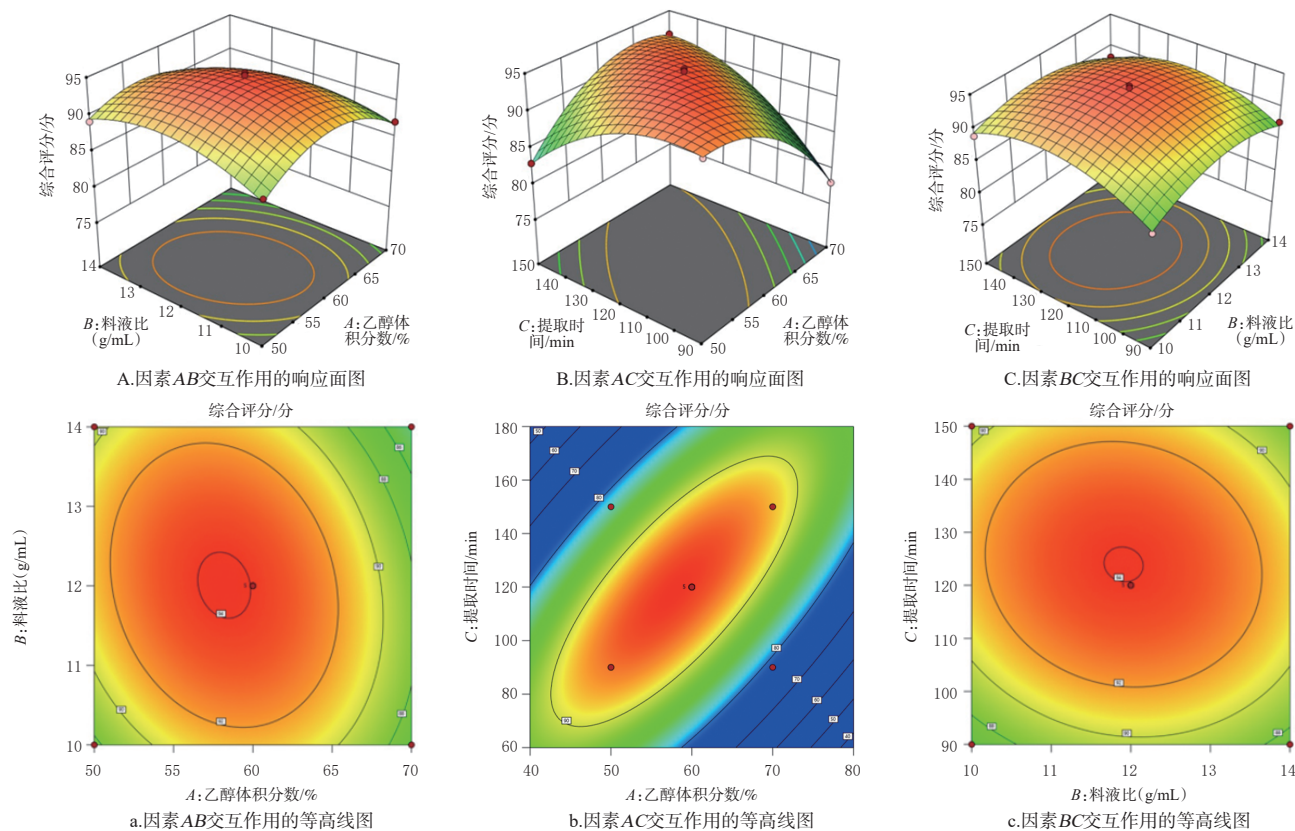 95
90
85
80
75
综合评分/分
14
13
12
11
10
B:料液比
(g/mL)
50
55
60
65
70
A:乙醇体
积分数/%
A.因素AB交互作用的响应面图
95
90
85
80
75
综合评分/分
150
140
130
120
110
100
90
C:提取时
间/min
50
55
60
65
70
A:乙醇体
积分数/%
B.因素AC交互作用的响应面图
95
90
85
80
75
综合评分/分
150
140
130
120
110
100
90
C:提取时
间/min
10
11
12
13
14
B:料液比
(g/mL)
C.因素BC交互作用的响应面图
综合评分/分
14
13
12
11
10
B:料液比(g/mL)
50
55
60
65
70
A:乙醇体积分数/%
a.因素AB交互作用的等高线图
综合评分/分
180
160
140
120
100
80
60
C:提取时间/min
40
50
60
70
80
A:乙醇体积分数/%
b.因素AC交互作用的等高线图
综合评分/分
150
140
130
120
110
100
90
C:提取时间/min
10
11
12
13
14
B:料液比(g/mL)
c.因素BC交互作用的等高线图